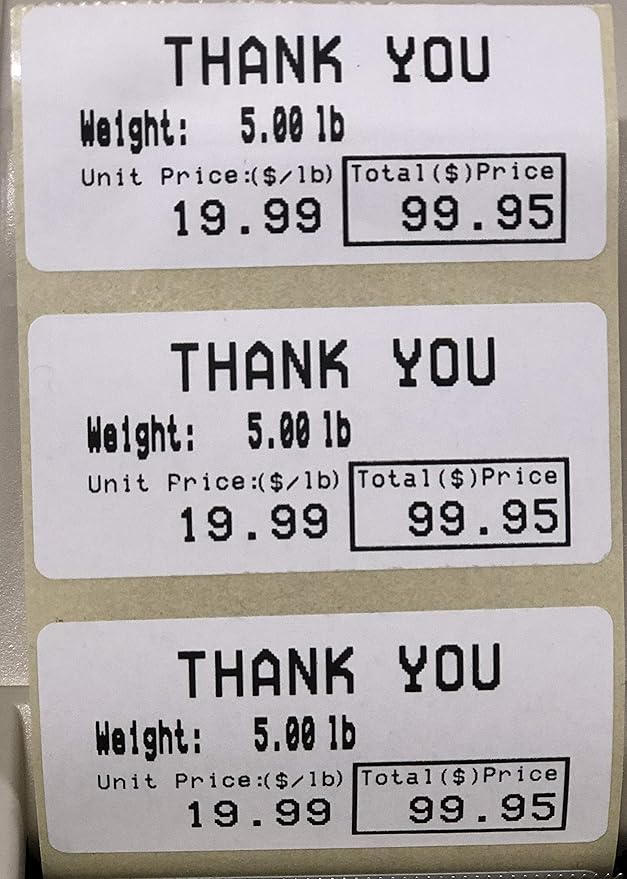 THANK YOU
Weight: 5.00 lb
Unit Price:($/lb) Total($)Price
19.99 99.95
THANK YOU
Weight: 5.00 lb
Unit Price:($/lb) Total($)Price
19.99 99.95
THANK YOU
Weight: 5.00 lb
Unit Price:($/lb) Total($)Price
19.99 99.95